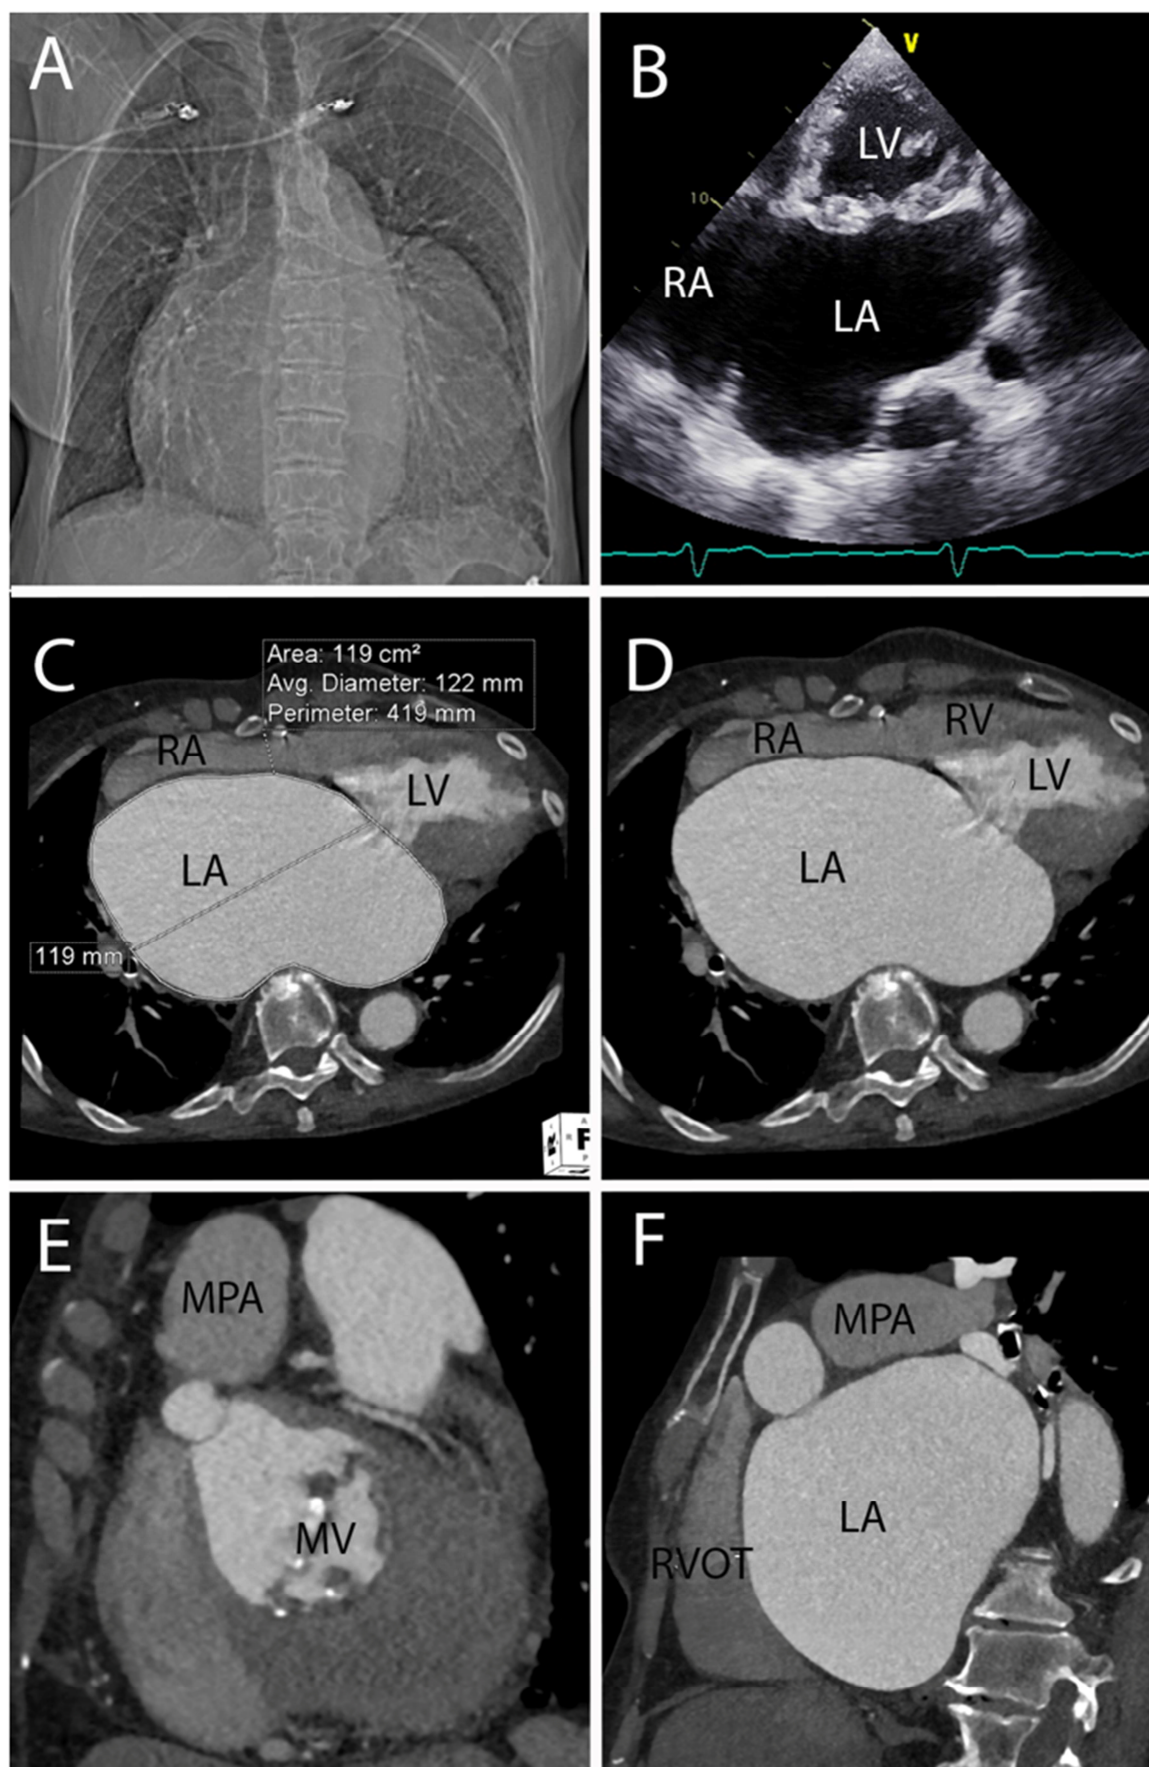 A
B
V
LV
10
RA
LA
C
Area: 119 cm²
Avg. Diameter: 122 mm
Perimeter: 419 mm
RA
LV
LA
119 mm
F
D
RA
RV
LV
LA
E
MPA
MV
F
MPA
LA
RVOT